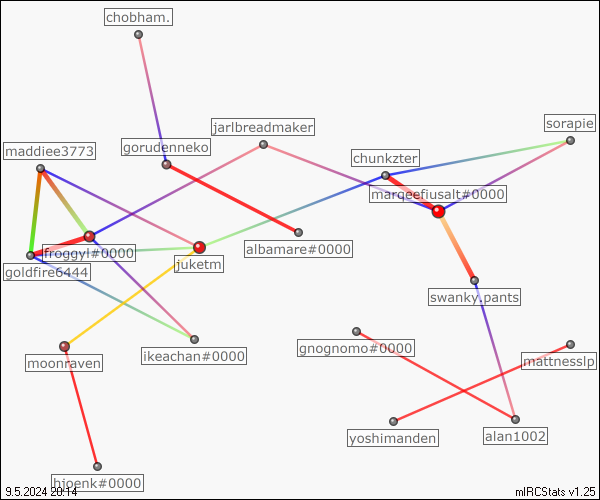 chobham.
sorapie
jarlbreadmaker
maddiee3773
gorudenneko
chunkzter
marqeefiusalt#0000
froggyl#0000
albamare#0000
goldfire6444
juketm
swanky.pants
moonraven
ikeachan#0000
gnognomo#0000
mattnesslp
yoshimanden
alan1002
hjoenk#0000
9.5.2024 20:14
mIRCStats v1.25